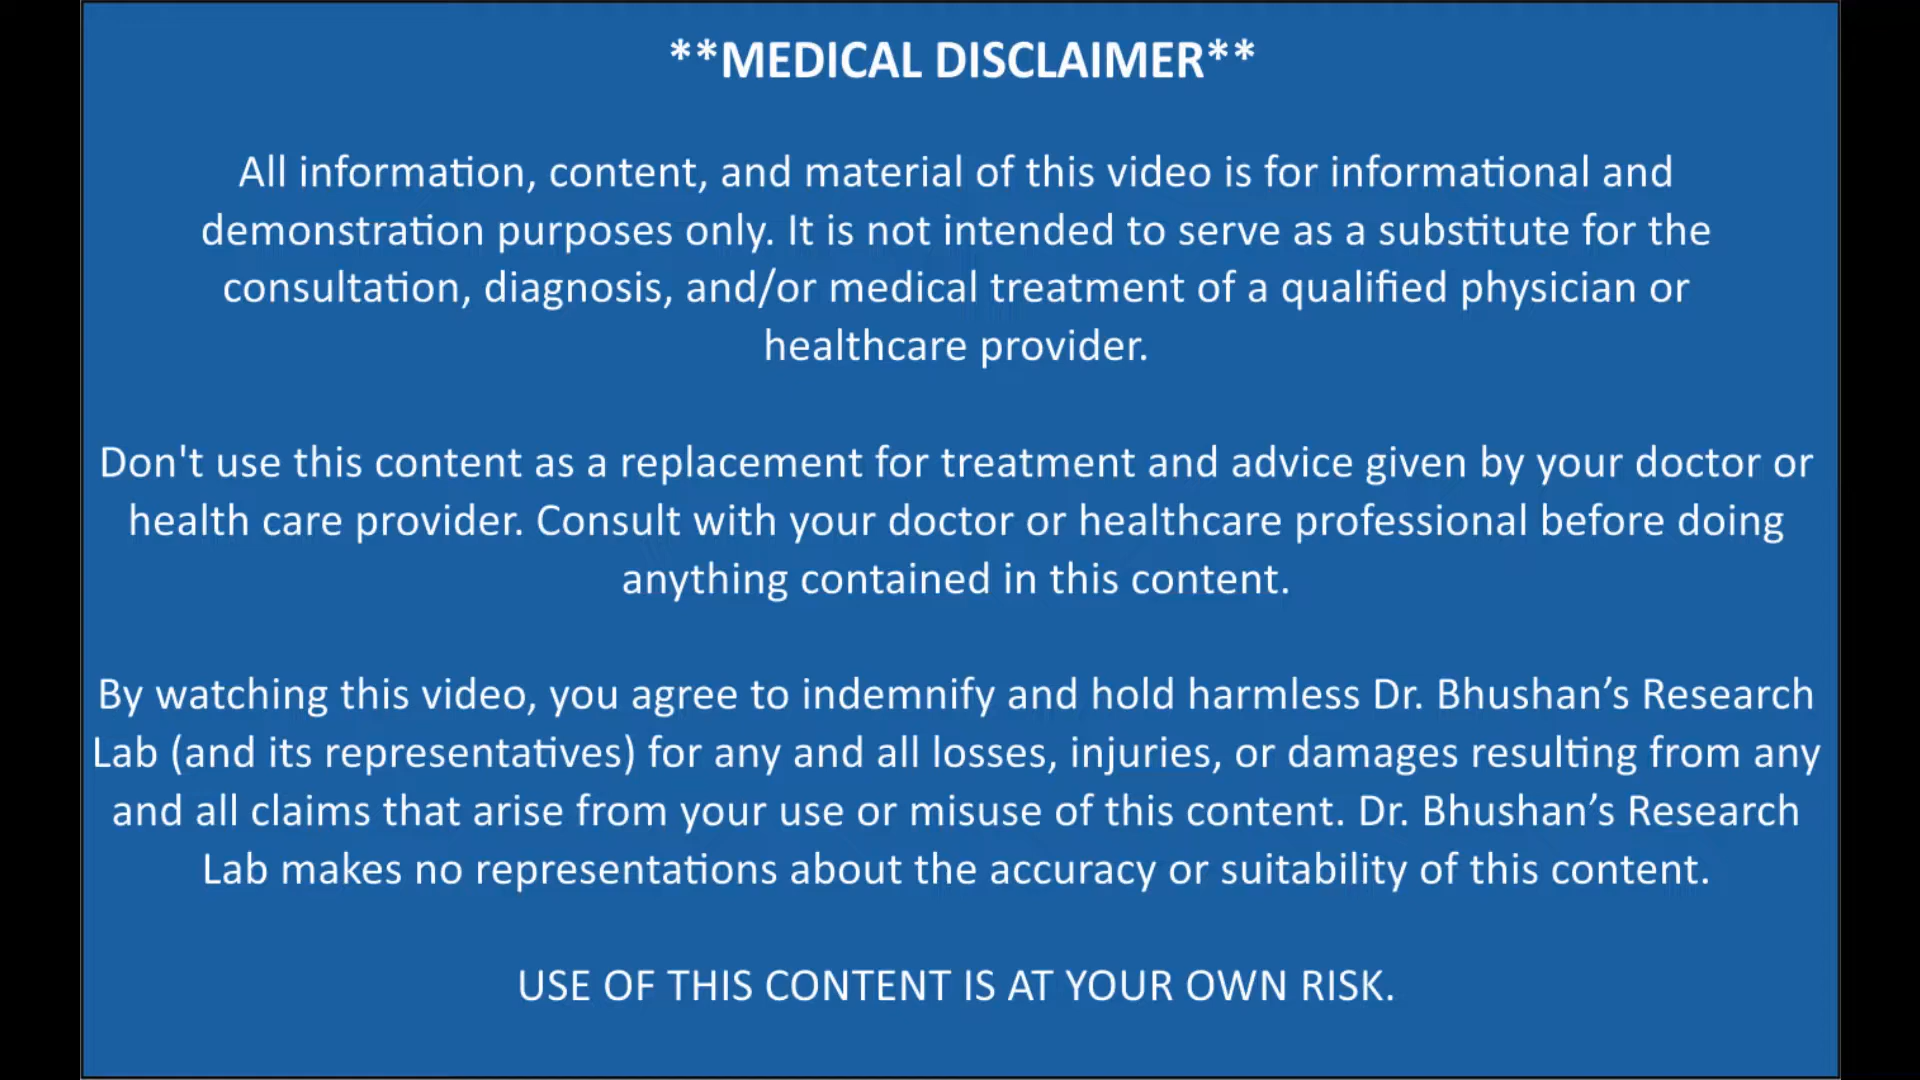 **MEDICAL DISCLAIMER**
All information, content, and material of this video is for informational and
demonstration purposes only. It is not intended to serve as a substitute for the
consultation, diagnosis, and/or medical treatment of a qualified physician or
healthcare provider.
Don't use this content as a replacement for treatment and advice given by your doctor or
health care provider. Consult with your doctor or healthcare professional before doing
anything contained in this content.
By watching this video, you agree to indemnify and hold harmless Dr. Bhushan’s Research
Lab (and its representatives) for any and all losses, injuries, or damages resulting from any
and all claims that arise from your use or misuse of this content. Dr. Bhushan’s Research
Lab makes no representations about the accuracy or suitability of this content.
USE OF THIS CONTENT IS AT YOUR OWN RISK.